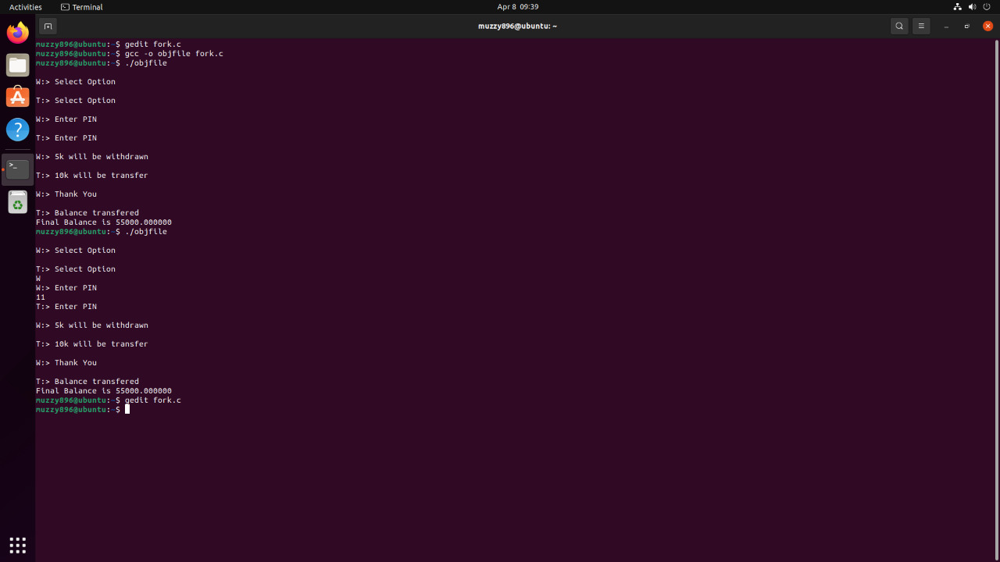 Activities
Terminal
Apr 8 09:39
muzzy896@ubuntu: ~
muzzy896@ubuntu:~$ gedit fork.c
muzzy896@ubuntu:~$ gcc -o objfile fork.c
muzzy896@ubuntu:~$ ./objfile
W:> Select Option
T:> Select Option
W:> Enter PIN
T:> Enter PIN
W:> 5k will be withdrawn
T:> 10k will be transfer
W:> Thank You
T:> Balance transfered
Final Balance is 55000.000000
muzzy896@ubuntu:~$ ./objfile
W:> Select Option
T:> Select Option
W
W:> Enter PIN
11
T:> Enter PIN
W:> 5k will be withdrawn
T:> 10k will be transfer
W:> Thank You
T:> Balance transfered
Final Balance is 55000.000000
muzzy896@ubuntu:~$ gedit fork.c
muzzy896@ubuntu:~$